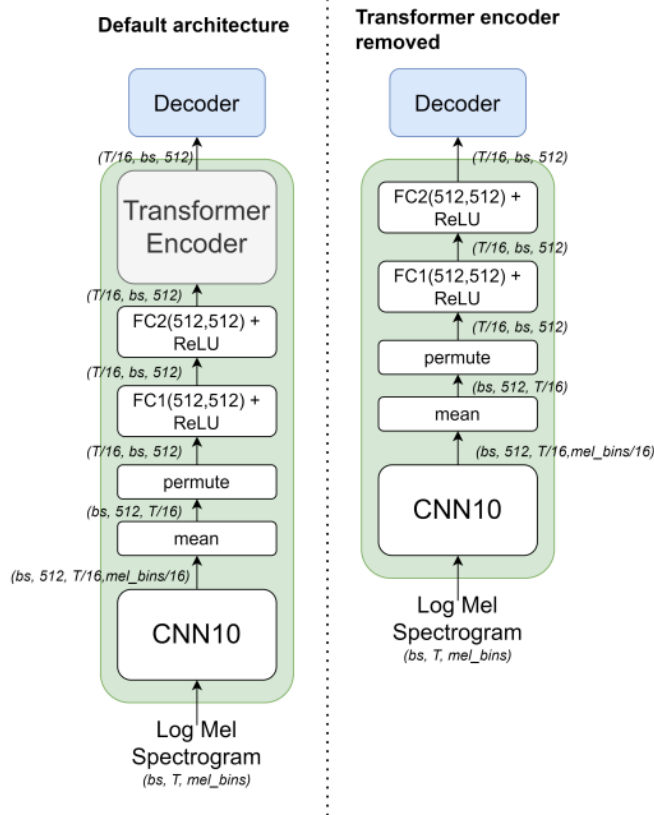 Default architecture
Decoder
(T/16, bs, 512)
Transformer
Encoder
(T/16, bs, 512)
FC2(512,512) +
ReLU
(T/16, bs, 512)
FC1(512,512) +
ReLU
(T/16, bs, 512)
permute
(bs, 512, T/16)
mean
(bs, 512, T/16,mel_bins/16)
CNN10
Log Mel
Spectrogram
(bs, T, mel_bins)
Transformer encoder
removed
Decoder
(T/16, bs, 512)
FC2(512,512) +
ReLU
(T/16, bs, 512)
FC1(512,512) +
ReLU
(T/16, bs, 512)
permute
(bs, 512, T/16)
mean
(bs, 512, T/16,mel_bins/16)
CNN10
Log Mel
Spectrogram
(bs, T, mel_bins)